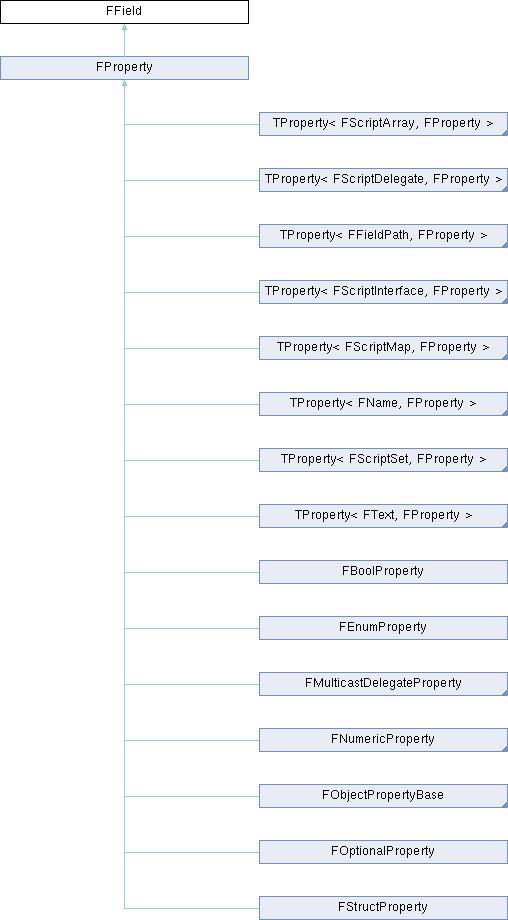 FField
FProperty
TProperty< FScriptArray, FProperty >
TProperty< FScriptDelegate, FProperty >
TProperty< FFieldPath, FProperty >
TProperty< FScriptInterface, FProperty >
TProperty< FScriptMap, FProperty >
TProperty< FName, FProperty >
TProperty< FScriptSet, FProperty >
TProperty< FText, FProperty >
FBoolProperty
FEnumProperty
FMulticastDelegateProperty
FNumericProperty
FObjectPropertyBase
FOptionalProperty
FStructProperty